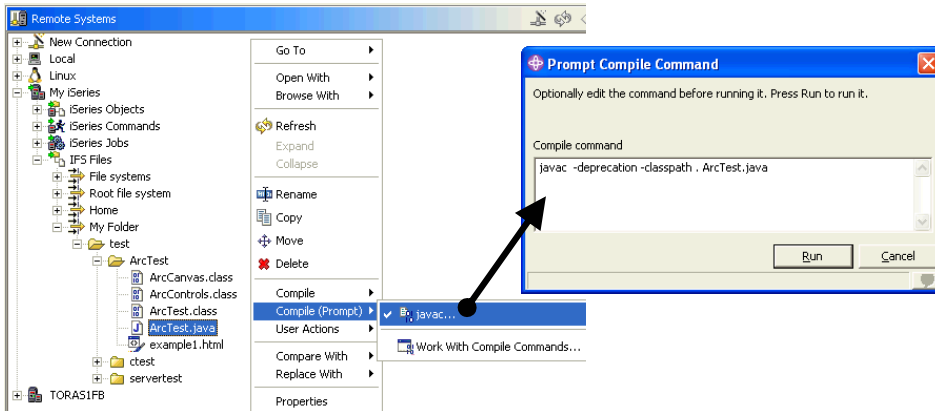 Remote Systems
New Connection
Local
Linux
My iSeries
iSeries Objects
iSeries Commands
iSeries Jobs
IFS Files
File systems
Root file system
Home
My Folder
test
ArcTest
ArcCanvas.class
ArcControls.class
ArcTest.class
ArcTest.java
example1.html
ctest
servertest
TORAS1FB
Go To
Open With
Browse With
Refresh
Expand
Collapse
Rename
Copy
Move
Delete
Compile
Compile (Prompt)
User Actions
Compare With
Replace With
Properties
javac...
Work With Compile Commands...
Prompt Compile Command
Optionally edit the command before running it. Press Run to run it.
Compile command
javac -deprecation -classpath . ArcTest.java
Run
Cancel